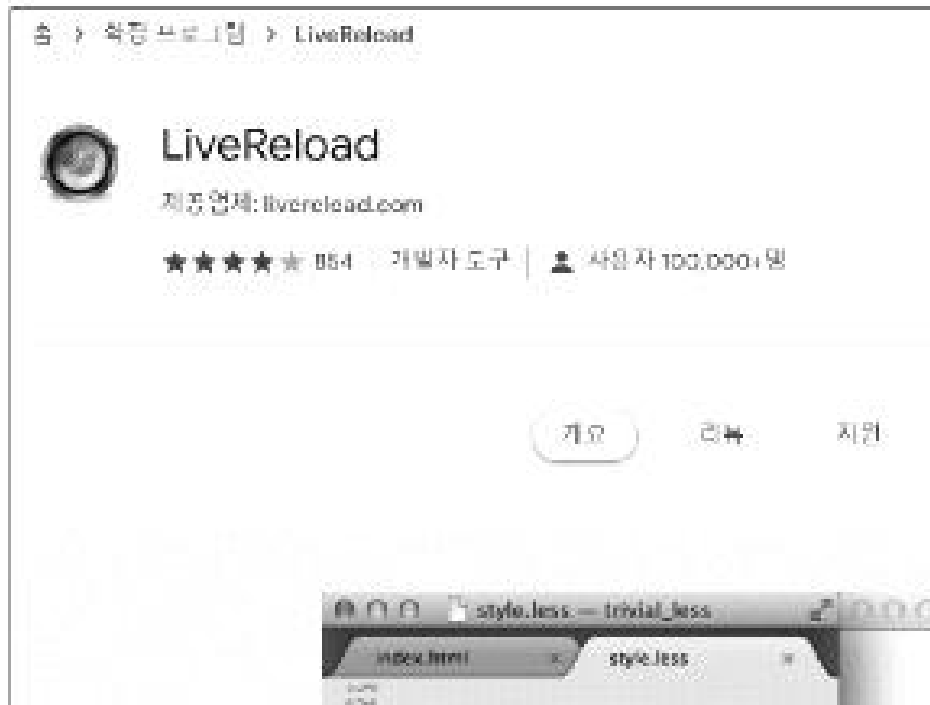 홈 > 확장 프로그램 > LiveReload
LiveReload
제공업체: livereload.com
854 개발자 도구 사용자 100,000+명
개요 리뷰 지원
style.less — trivial_less
index.html × style.less ×